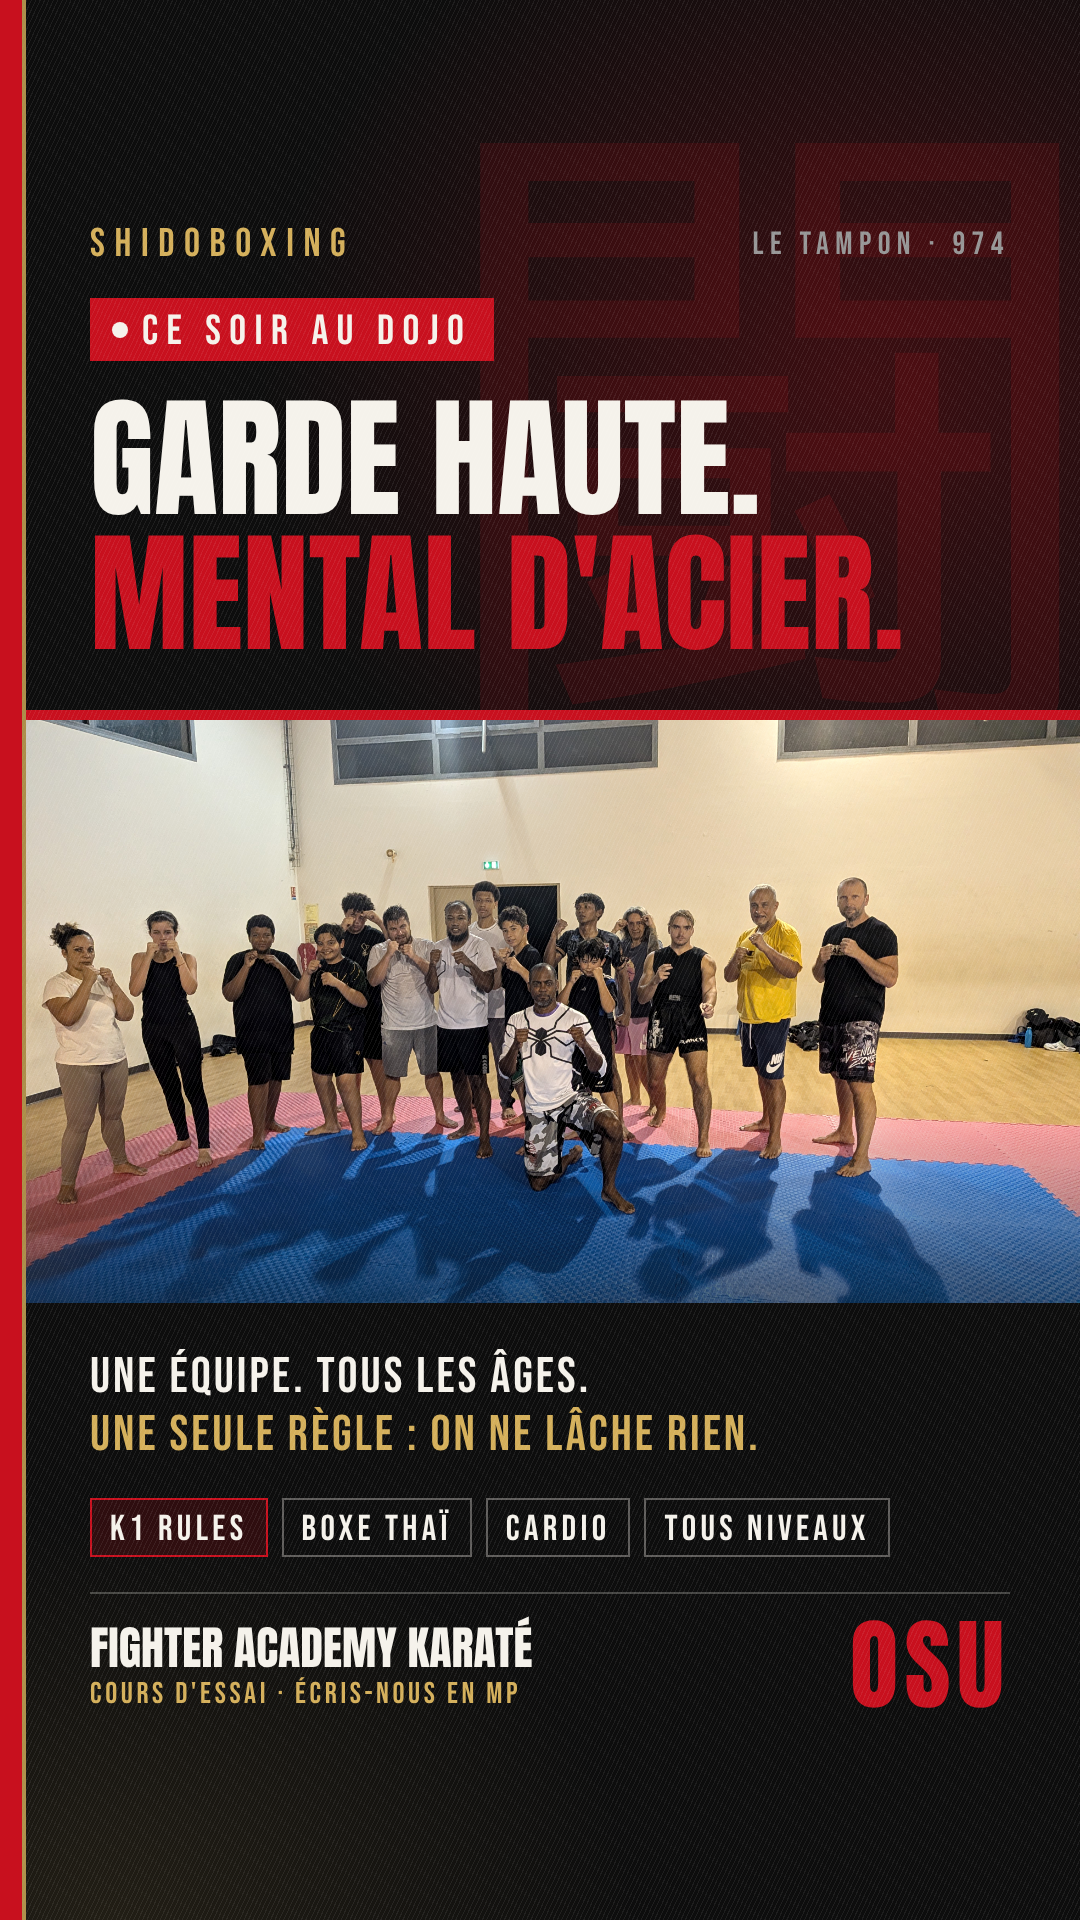 SHIDOBOXING
LE TAMPON · 974
CE SOIR AU DOJO
GARDE HAUTE.
MENTAL D'ACIER.
闘
UNE ÉQUIPE. TOUS LES ÂGES.
UNE SEULE RÈGLE : ON NE LÂCHE RIEN.
K1 RULES
BOXE THAÏ
CARDIO
TOUS NIVEAUX
FIGHTER ACADEMY KARATÉ
COURS D'ESSAI · ÉCRIS-NOUS EN MP
OSU